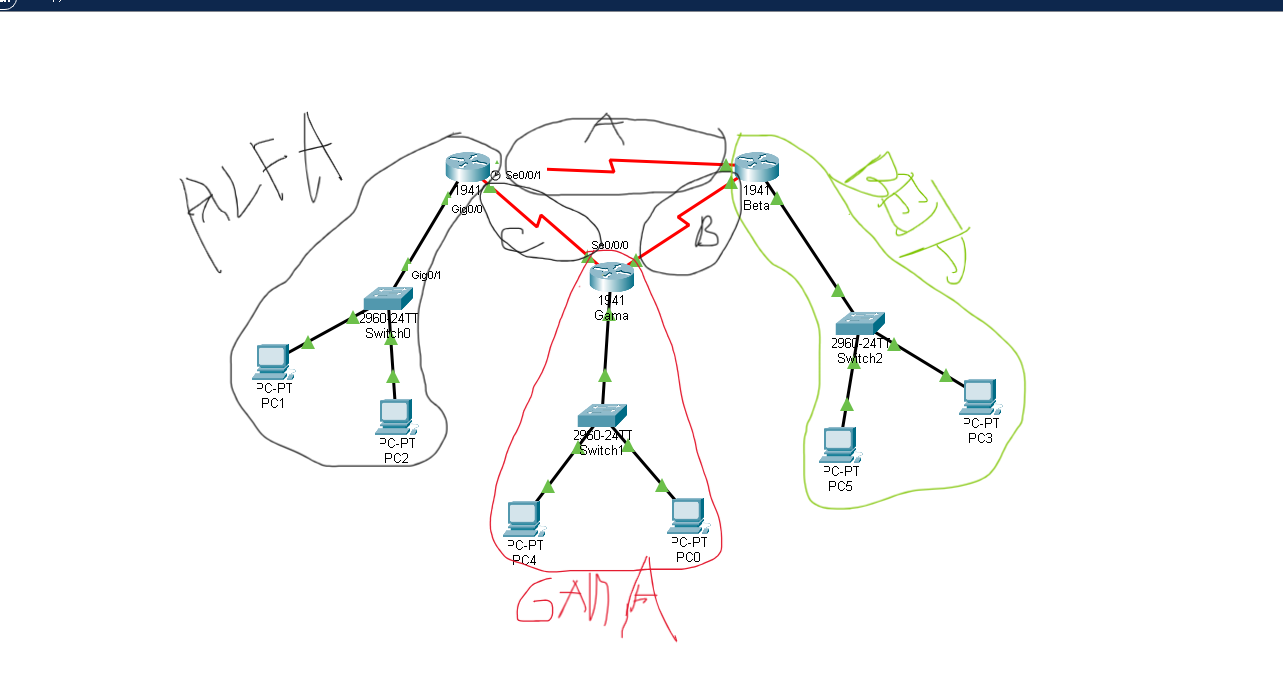 ALFA
A
BETA
Se0/0/1
1941
Gig0/0
1941
Beta
C
B
Se0/0/0
Gig0/1
1941
Gama
2960-24TT
Switch0
2960-24TT
Switch2
PC-PT
PC1
PC-PT
PC2
2960-24TT
Switch1
PC-PT
PC3
PC-PT
PC5
PC-PT
PC4
PC-PT
PC0
GAMA